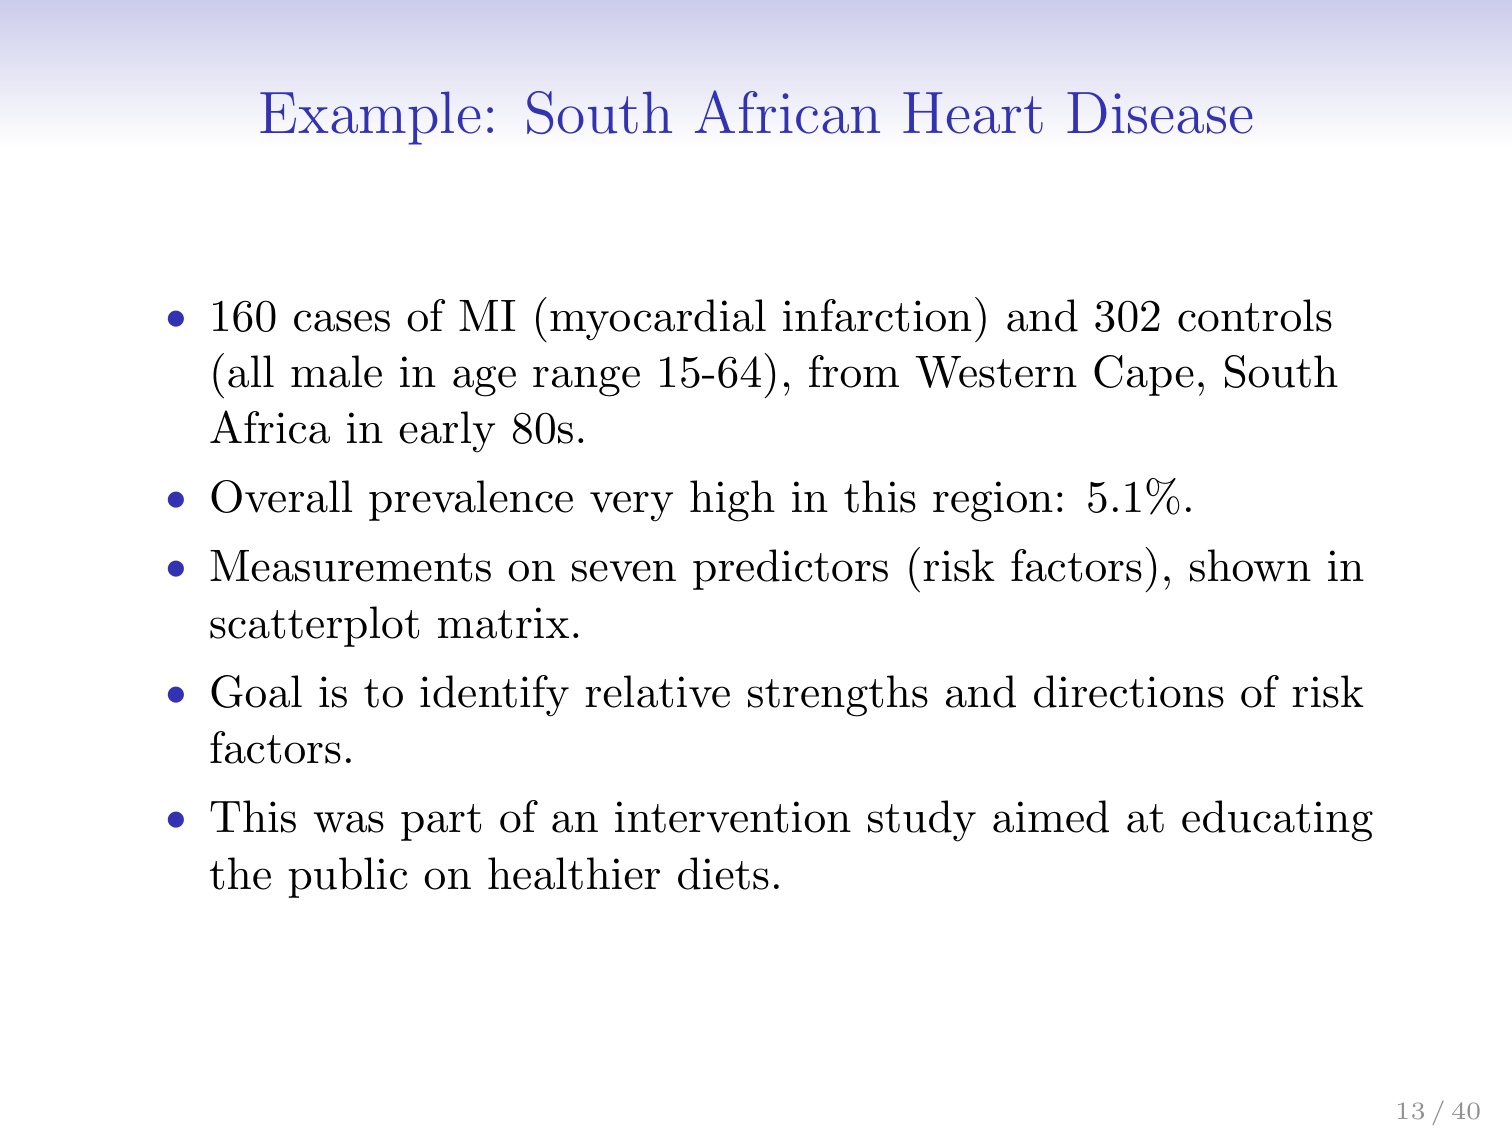 Example: South African Heart Disease
• 160 cases of MI (myocardial infarction) and 302 controls
(all male in age range 15-64), from Western Cape, South
Africa in early 80s.
• Overall prevalence very high in this region: 5.1%.
• Measurements on seven predictors (risk factors), shown in
scatterplot matrix.
• Goal is to identify relative strengths and directions of risk
factors.
• This was part of an intervention study aimed at educating
the public on healthier diets.
13 / 40